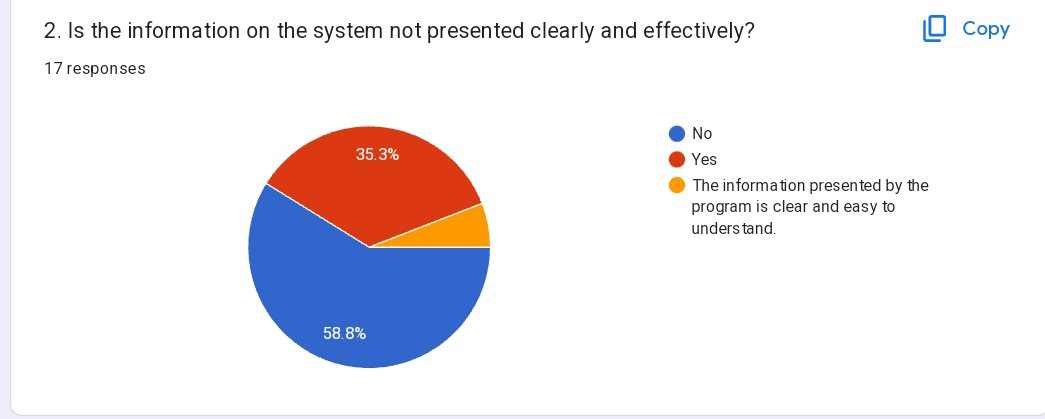 2. Is the information on the system not presented clearly and effectively?
Copy
17 responses
35.3%
58.8%
No
Yes
The information presented by the
program is clear and easy to
understand.